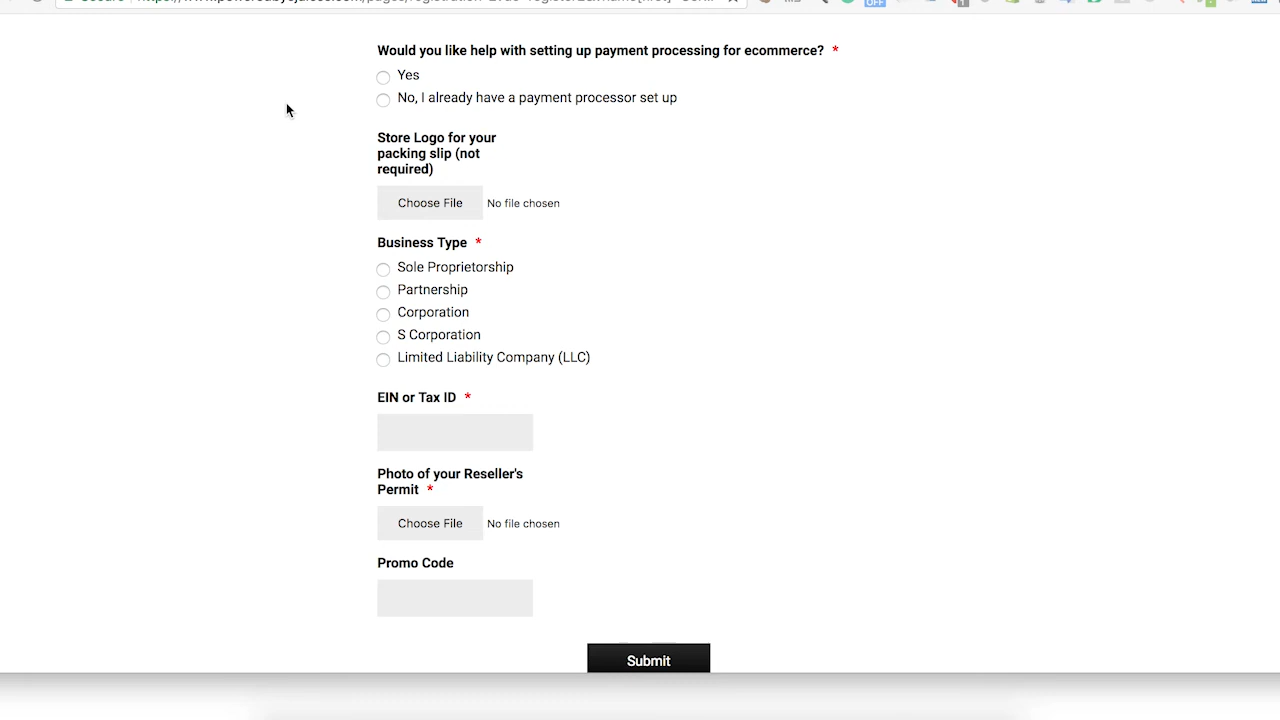 Would you like help with setting up payment processing for ecommerce? *
Yes
No, I already have a payment processor set up
Store Logo for your
packing slip (not
required)
Choose File No file chosen
Business Type *
Sole Proprietorship
Partnership
Corporation
S Corporation
Limited Liability Company (LLC)
EIN or Tax ID *
Photo of your Reseller's
Permit *
Choose File No file chosen
Promo Code
Submit